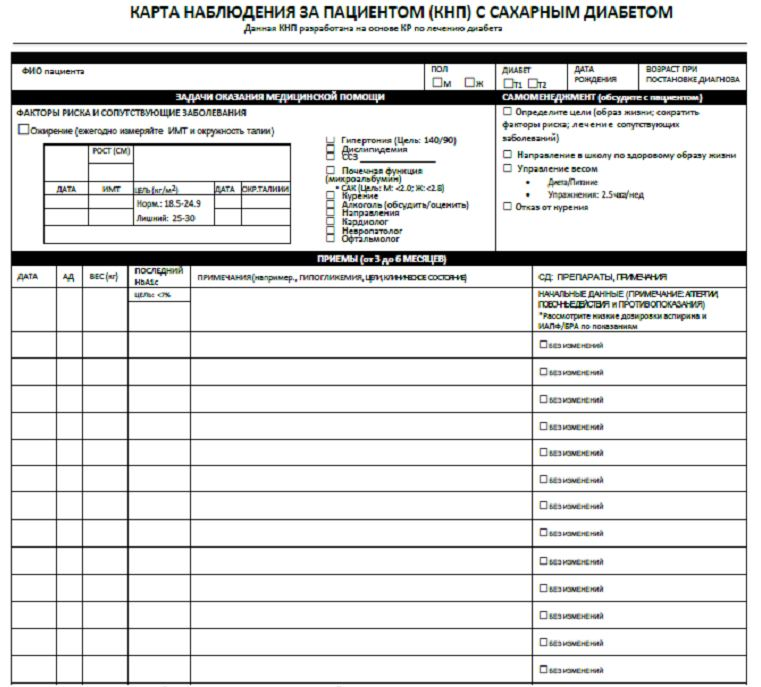 КАРТА НАБЛЮДЕНИЯ ЗА ПАЦИЕНТОМ (КНП) С САХАРНЫМ ДИАБЕТОМ
Данная КНП разработана на основе КР по лечению диабета
ФИО пациента
ПОЛ
☐М ☐Ж
ДИАБЕТ
☐Т1 ☐Т2
ДАТА
РОЖДЕНИЯ
ВОЗРАСТ ПРИ
ПОСТАНОВКЕ ДИАГНОЗА
ЗАДАЧИ ОКАЗАНИЯ МЕДИЦИНСКОЙ ПОМОЩИ
ФАКТОРЫ РИСКА И СОПУТСТВУЮЩИЕ ЗАБОЛЕВАНИЯ
☐Ожирение (ежегодно измеряйте ИМТ и окружность талии)
РОСТ (СМ)
ДАТА ИМТ ЦЕЛЬ (кг/м²) ДАТА ОКР.ТАЛИИИ
Норм.: 18.5-24.9
Лишний: 25-30
☐ Гипертония (Цель: 140/90)
☐ Дислипидемия
☐ ССЗ
☐ Почечная функция
(микроальбумин)
• САК (Цель: М: <2.0; Ж: <2.8)
☐ Курение
☐ Алкоголь (обсудить/оценить)
☐ Направления
☐ Кардиолог
☐ Невропатолог
☐ Офтальмолог
САМОМЕНЕДЖМЕНТ (обсудите с пациентом)
☐ Определите цели (образ жизни; сократить
факторы риска; лечение сопутствующих
заболеваний)
☐ Направление в школу по здоровому образу жизни
☐ Управление весом
• Диета/Питание
• Упражнения: 2.5часа/нед
☐ Отказ от курения
ПРИЕМЫ (от 3 до 6 МЕСЯЦЕВ)
ДАТА
АД
ВЕС (кг)
ПОСЛЕДНИЙ
HbA1c
ЦЕЛЬ: <7%
ПРИМЕЧАНИЯ(например., ГИПОГЛИКЕМИЯ, ЦЕЛИ, КЛИНИЧЕСКОЕ СОСТОЯНИЕ)
СД: ПРЕПАРАТЫ, ПРИМЕЧАНИЯ
НАЧАЛЬНЫЕ ДАННЫЕ (ПРИМЕЧАНИЕ: АЛЛЕРГИИ,
ПОБОЧНЫЕ ДЕЙСТВИЯ и ПРОТИВОПОКАЗАНИЯ)
*Рассмотрите низкие дозировки аспирина и
ИАПФ/БРА по показаниям
☐ БЕЗ ИЗМЕНЕНИЙ
☐ БЕЗ ИЗМЕНЕНИЙ
☐ БЕЗ ИЗМЕНЕНИЙ
☐ БЕЗ ИЗМЕНЕНИЙ
☐ БЕЗ ИЗМЕНЕНИЙ
☐ БЕЗ ИЗМЕНЕНИЙ
☐ БЕЗ ИЗМЕНЕНИЙ
☐ БЕЗ ИЗМЕНЕНИЙ
☐ БЕЗ ИЗМЕНЕНИЙ
☐ БЕЗ ИЗМЕНЕНИЙ
☐ БЕЗ ИЗМЕНЕНИЙ
☐ БЕЗ ИЗМЕНЕНИЙ
☐ БЕЗ ИЗМЕНЕНИЙ